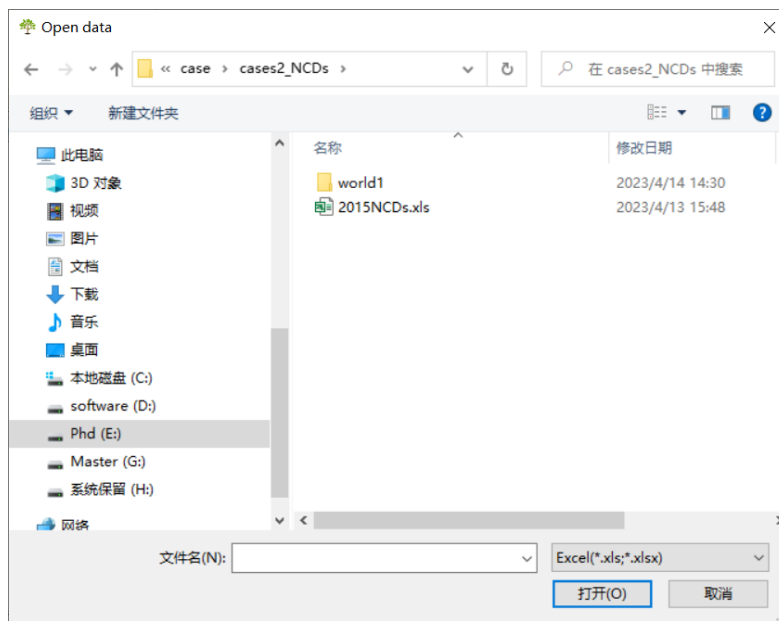 Open data
« case › cases2_NCDs ›
在 cases2_NCDs 中搜索
组织 新建文件夹
名称 修改日期
world1 2023/4/14 14:30
2015NCDs.xls 2023/4/13 15:48
此电脑
3D 对象
视频
图片
文档
下载
音乐
桌面
本地磁盘 (C:)
software (D:)
Phd (E:)
Master (G:)
系统保留 (H:)
网络
文件名(N): Excel(*.xls;*.xlsx)
打开(O) 取消